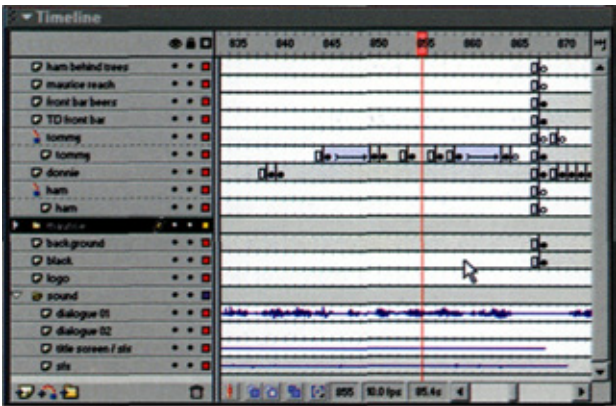 Timeline
835 840 845 850 855 860 865 870
ham behind trees
maurice reach
front bar beers
TD front bar
tommy
tommy
donnie
ham
ham
maurice
background
black
logo
sound
dialogue 01
dialogue 02
title screen / sfx
sfx
855 10.0 fps 85.4s